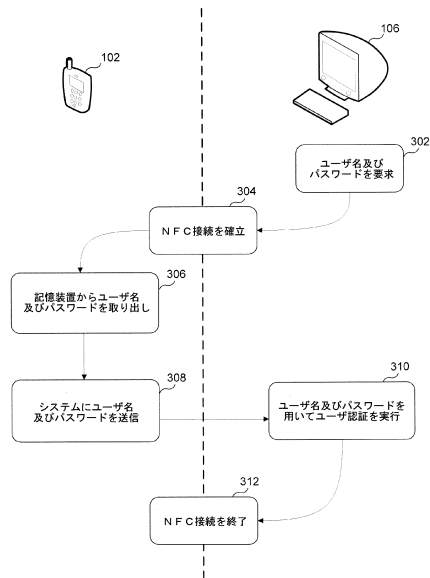 102
106
302
ユーザ名及び
パスワードを要求
304
NFC接続を確立
306
記憶装置からユーザ名
及びパスワードを取り出し
308
システムにユーザ名
及びパスワードを送信
310
ユーザ名及びパスワードを
用いてユーザ認証を実行
312
NFC接続を終了